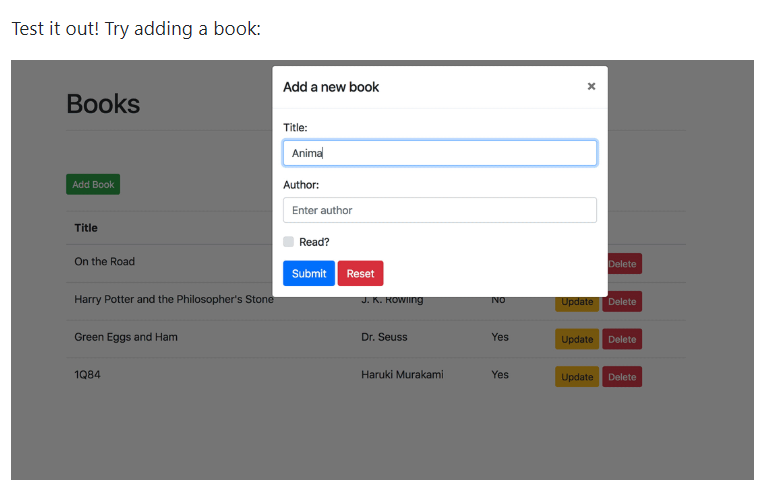 Test it out! Try adding a book:
Add a new book ×
Books
Title:
Anima
Add Book
Author:
Enter author
Title
Read?
On the Road
Submit Reset
Delete
Harry Potter and the Philosopher's Stone J. K. Rowling No Update Delete
Green Eggs and Ham Dr. Seuss Yes Update Delete
1Q84 Haruki Murakami Yes Update Delete